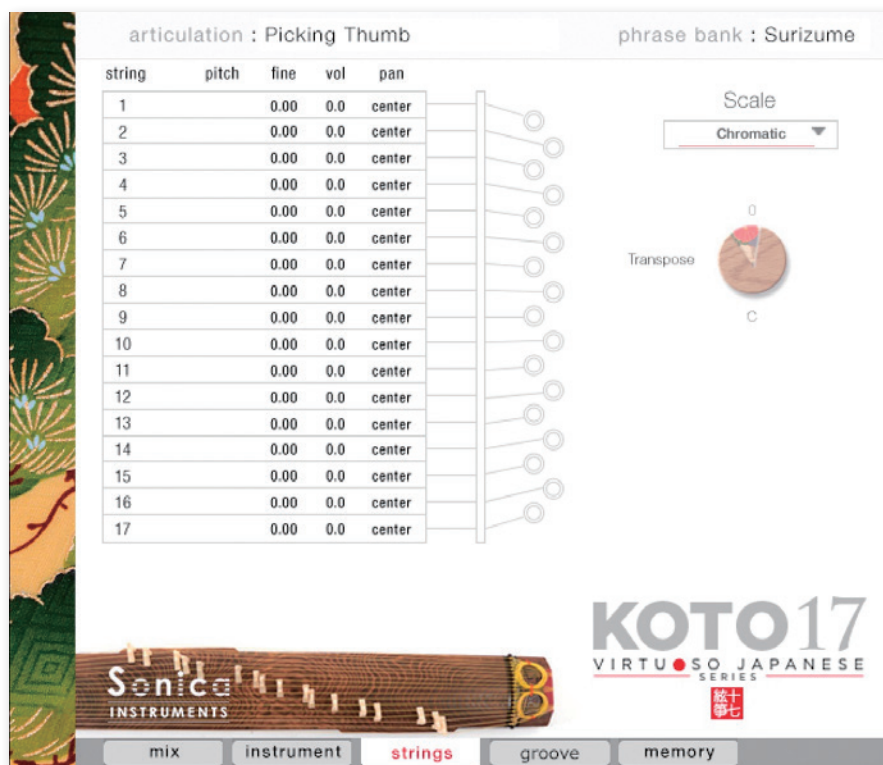 articulation : Picking Thumb
phrase bank : Surizume
string pitch fine vol pan
1 0.00 0.0 center
2 0.00 0.0 center
3 0.00 0.0 center
4 0.00 0.0 center
5 0.00 0.0 center
6 0.00 0.0 center
7 0.00 0.0 center
8 0.00 0.0 center
9 0.00 0.0 center
10 0.00 0.0 center
11 0.00 0.0 center
12 0.00 0.0 center
13 0.00 0.0 center
14 0.00 0.0 center
15 0.00 0.0 center
16 0.00 0.0 center
17 0.00 0.0 center
Scale
Chromatic
0
Transpose
C
KOTO 17
VIRTUOSO JAPANESE
SERIES
十七絃箏
Sonica
INSTRUMENTS
mix instrument strings groove memory